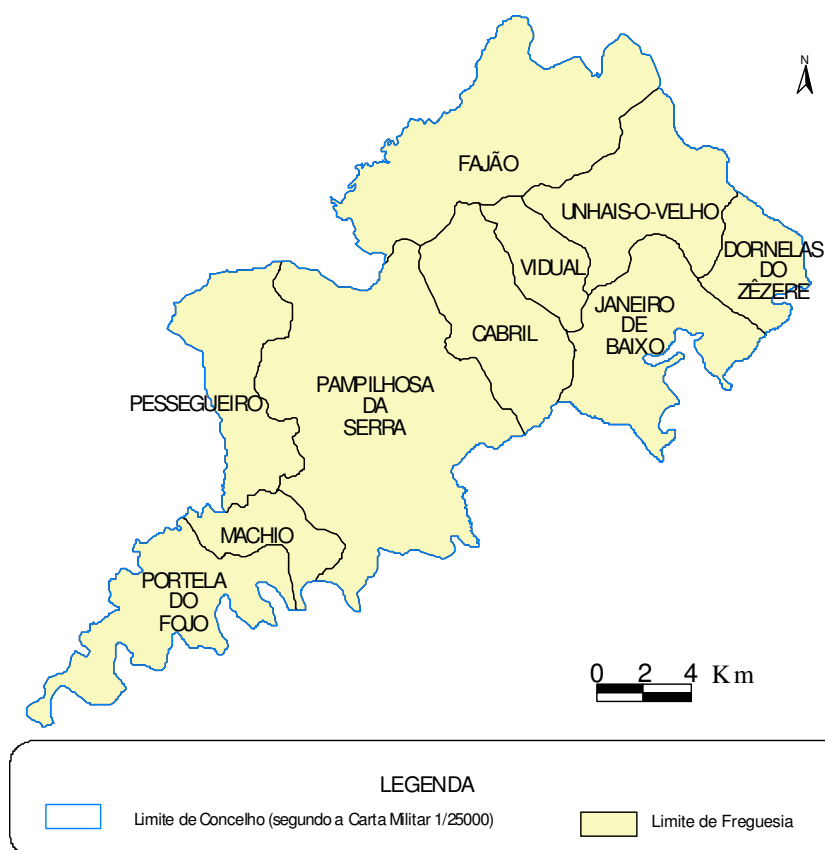 N
FAJÃO
UNHAIS-O-VELHO
DORNELAS
DO
ZÊZERE
VIDUAL
JANEIRO
DE
BAIXO
CABRIL
PAMPILHOSA
DA
SERRA
PESSEGUEIRO
MACHIO
PORTELA
DO
FOJO
0 2 4 Km
LEGENDA
Limite de Concelho (segundo a Carta Militar 1/25000)
Limite de Freguesia